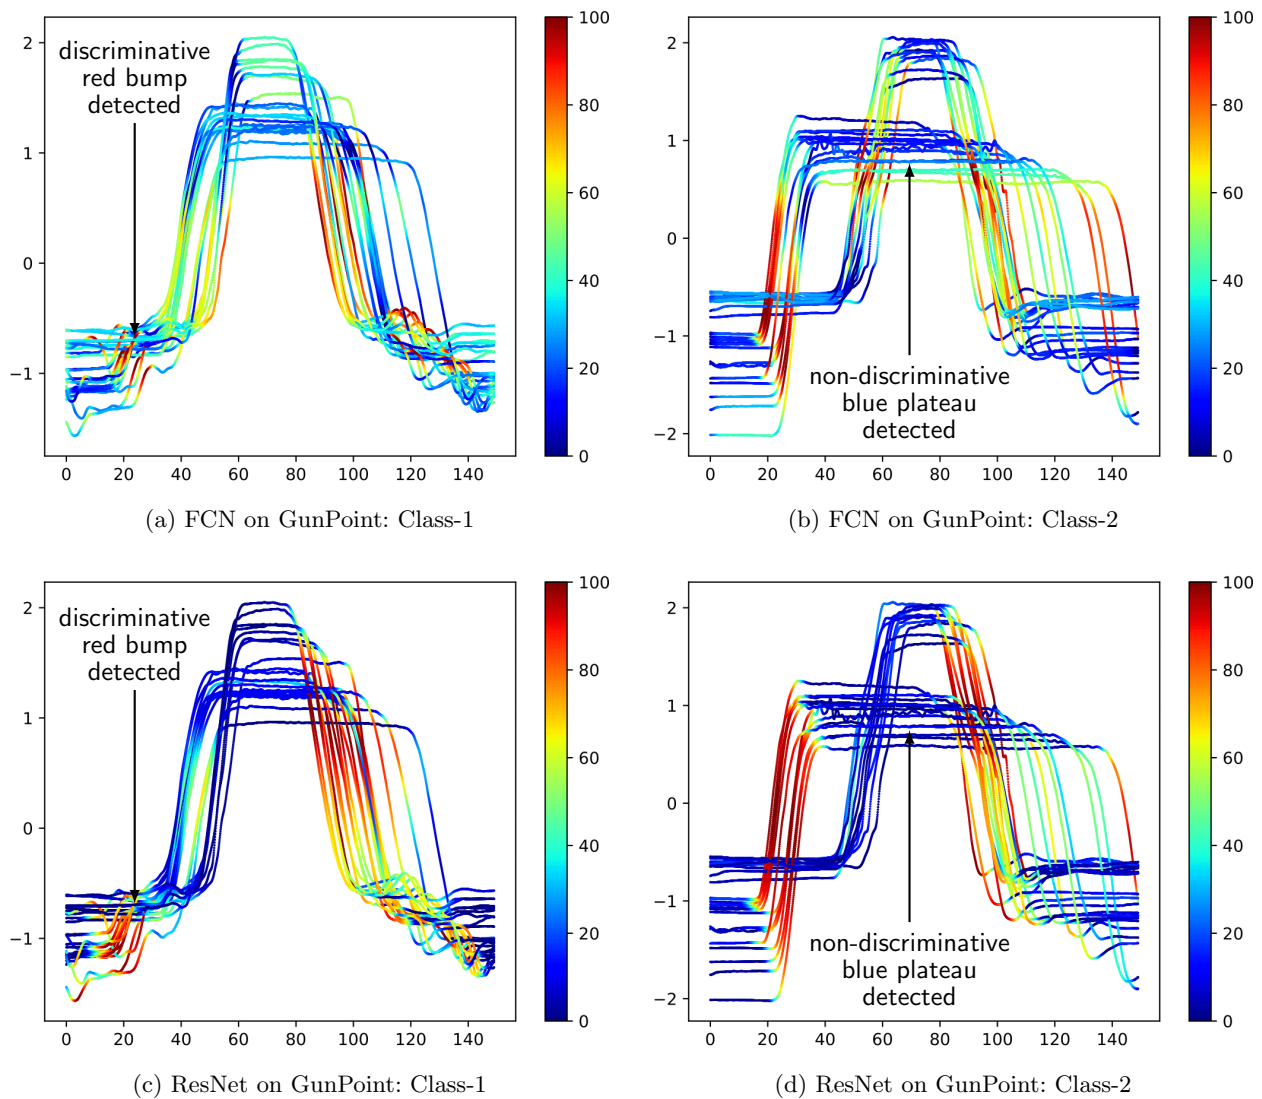 discriminative
red bump
detected
2
1
0
−1
0 20 40 60 80 100 120 140
100
80
60
40
20
0
(a) FCN on GunPoint: Class-1
2
1
0
−1
−2
non-discriminative
blue plateau
detected
0 20 40 60 80 100 120 140
100
80
60
40
20
0
(b) FCN on GunPoint: Class-2
discriminative
red bump
detected
2
1
0
−1
0 20 40 60 80 100 120 140
100
80
60
40
20
0
(c) ResNet on GunPoint: Class-1
2
1
0
−1
−2
non-discriminative
blue plateau
detected
0 20 40 60 80 100 120 140
100
80
60
40
20
0
(d) ResNet on GunPoint: Class-2